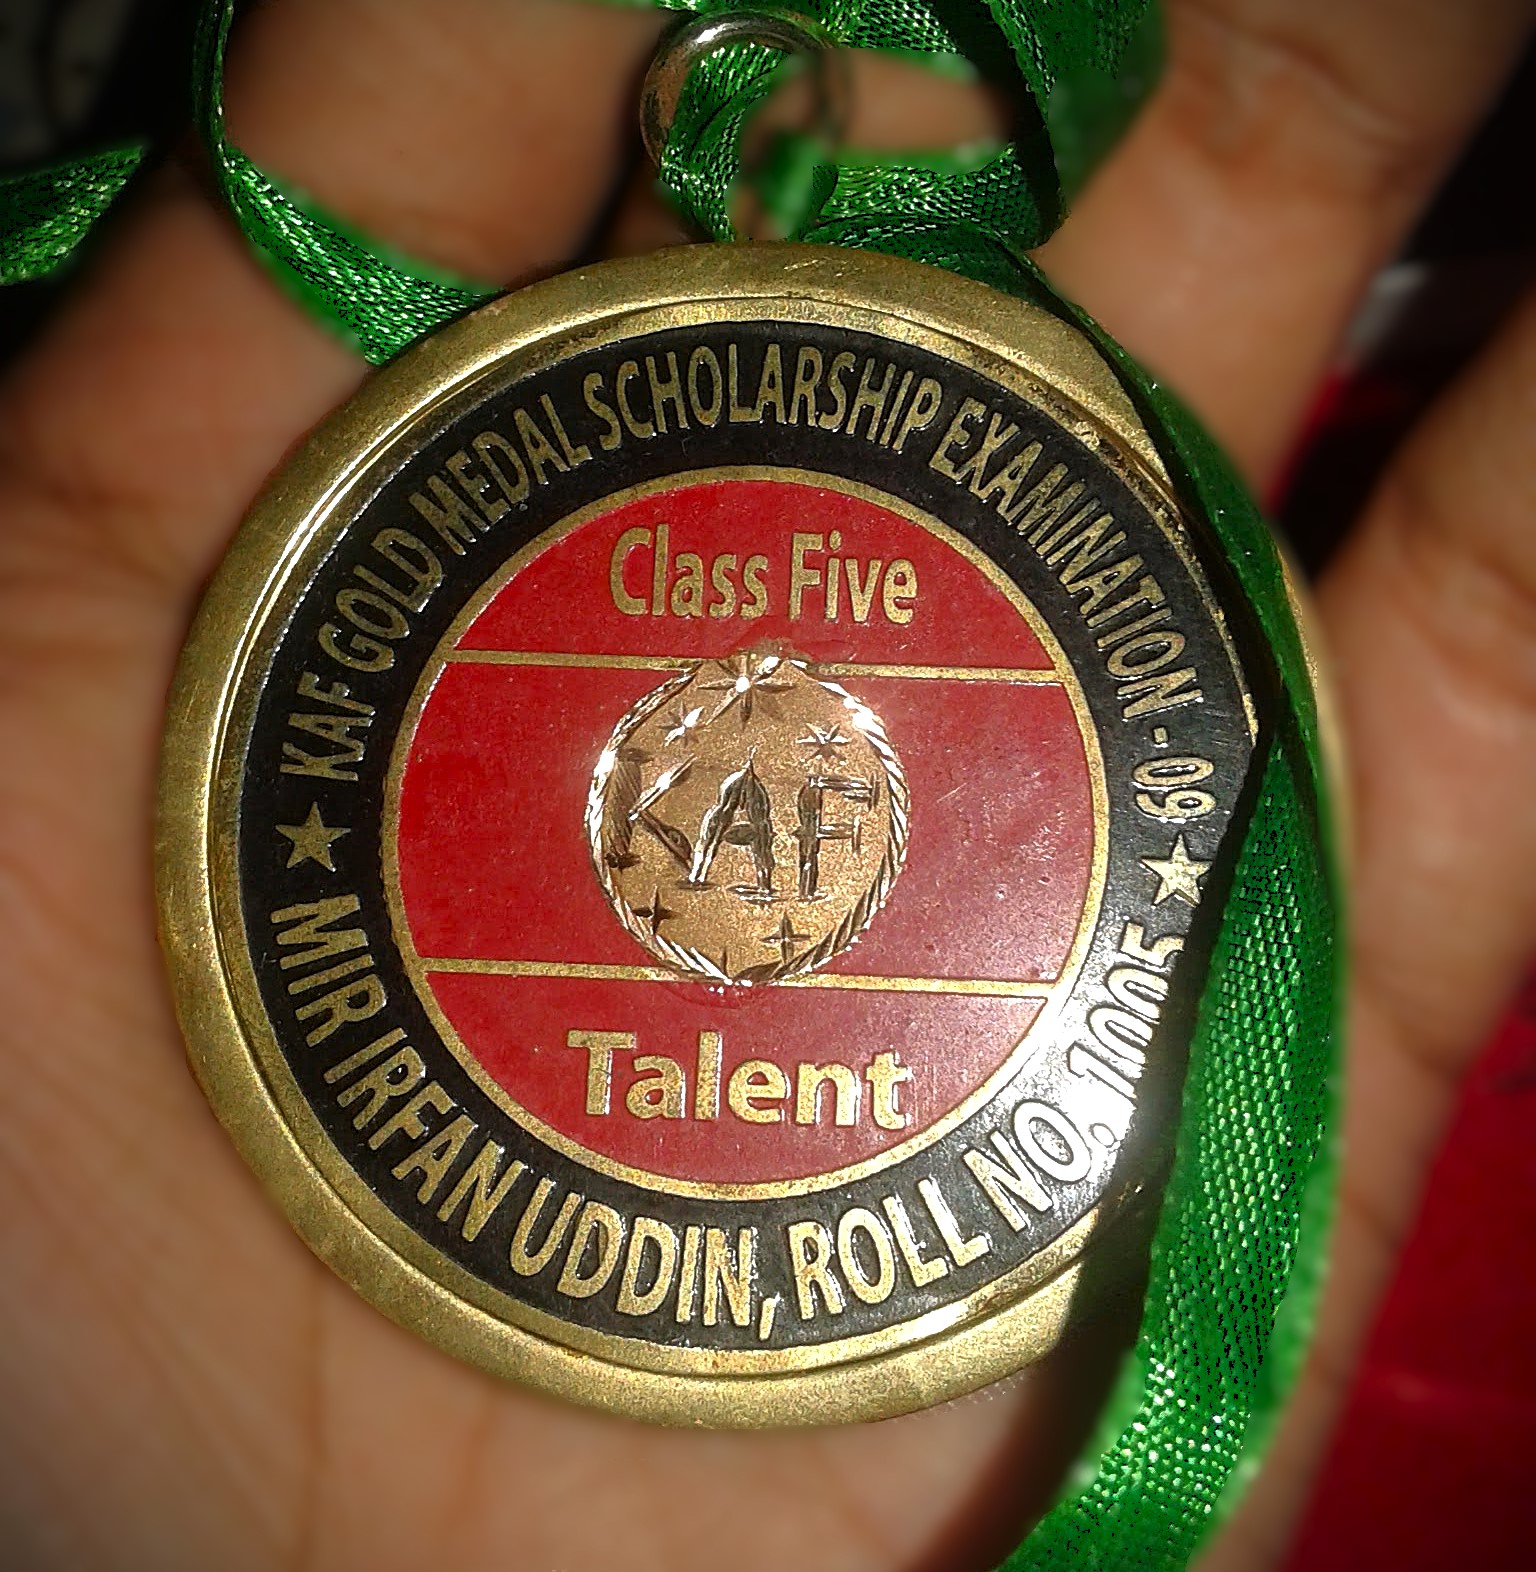 KAF GOLD MEDAL SCHOLARSHIP EXAMINATION - 09
Class Five
KAF
Talent
MIR IRFAN UDDIN, ROLL NO. 1005